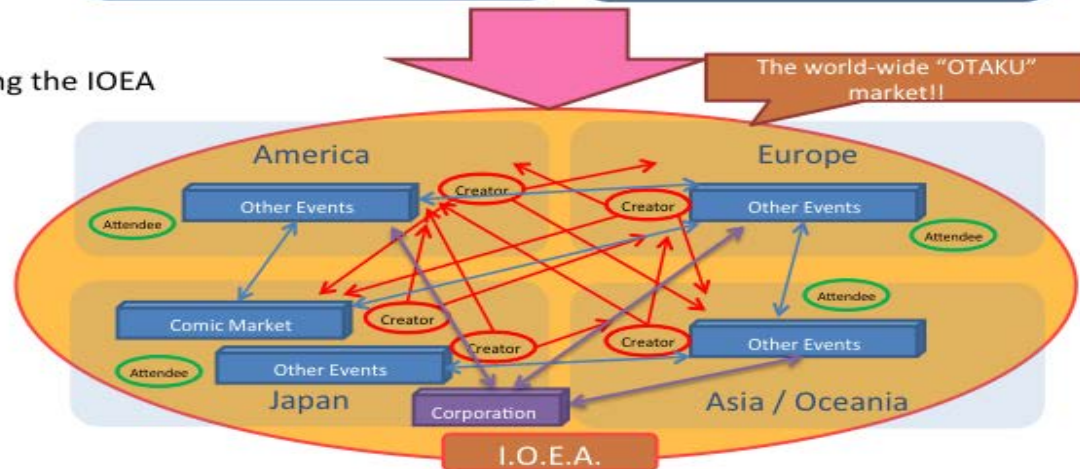 ng the IOEA
The world-wide “OTAKU”
market!!
America
Europe
Creator
Other Events
Creator
Other Events
Attendee
Attendee
Attendee
Comic Market
Creator
Creator
Creator
Other Events
Attendee
Other Events
Japan
Corporation
Asia / Oceania
I.O.E.A.